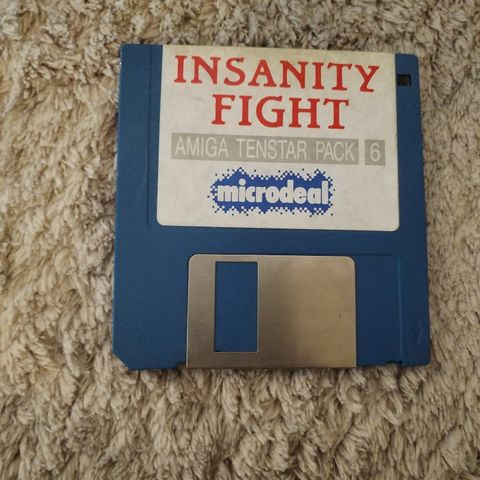 INSANITY
FIGHT
AMIGA TENSTAR PACK 6
microdeal